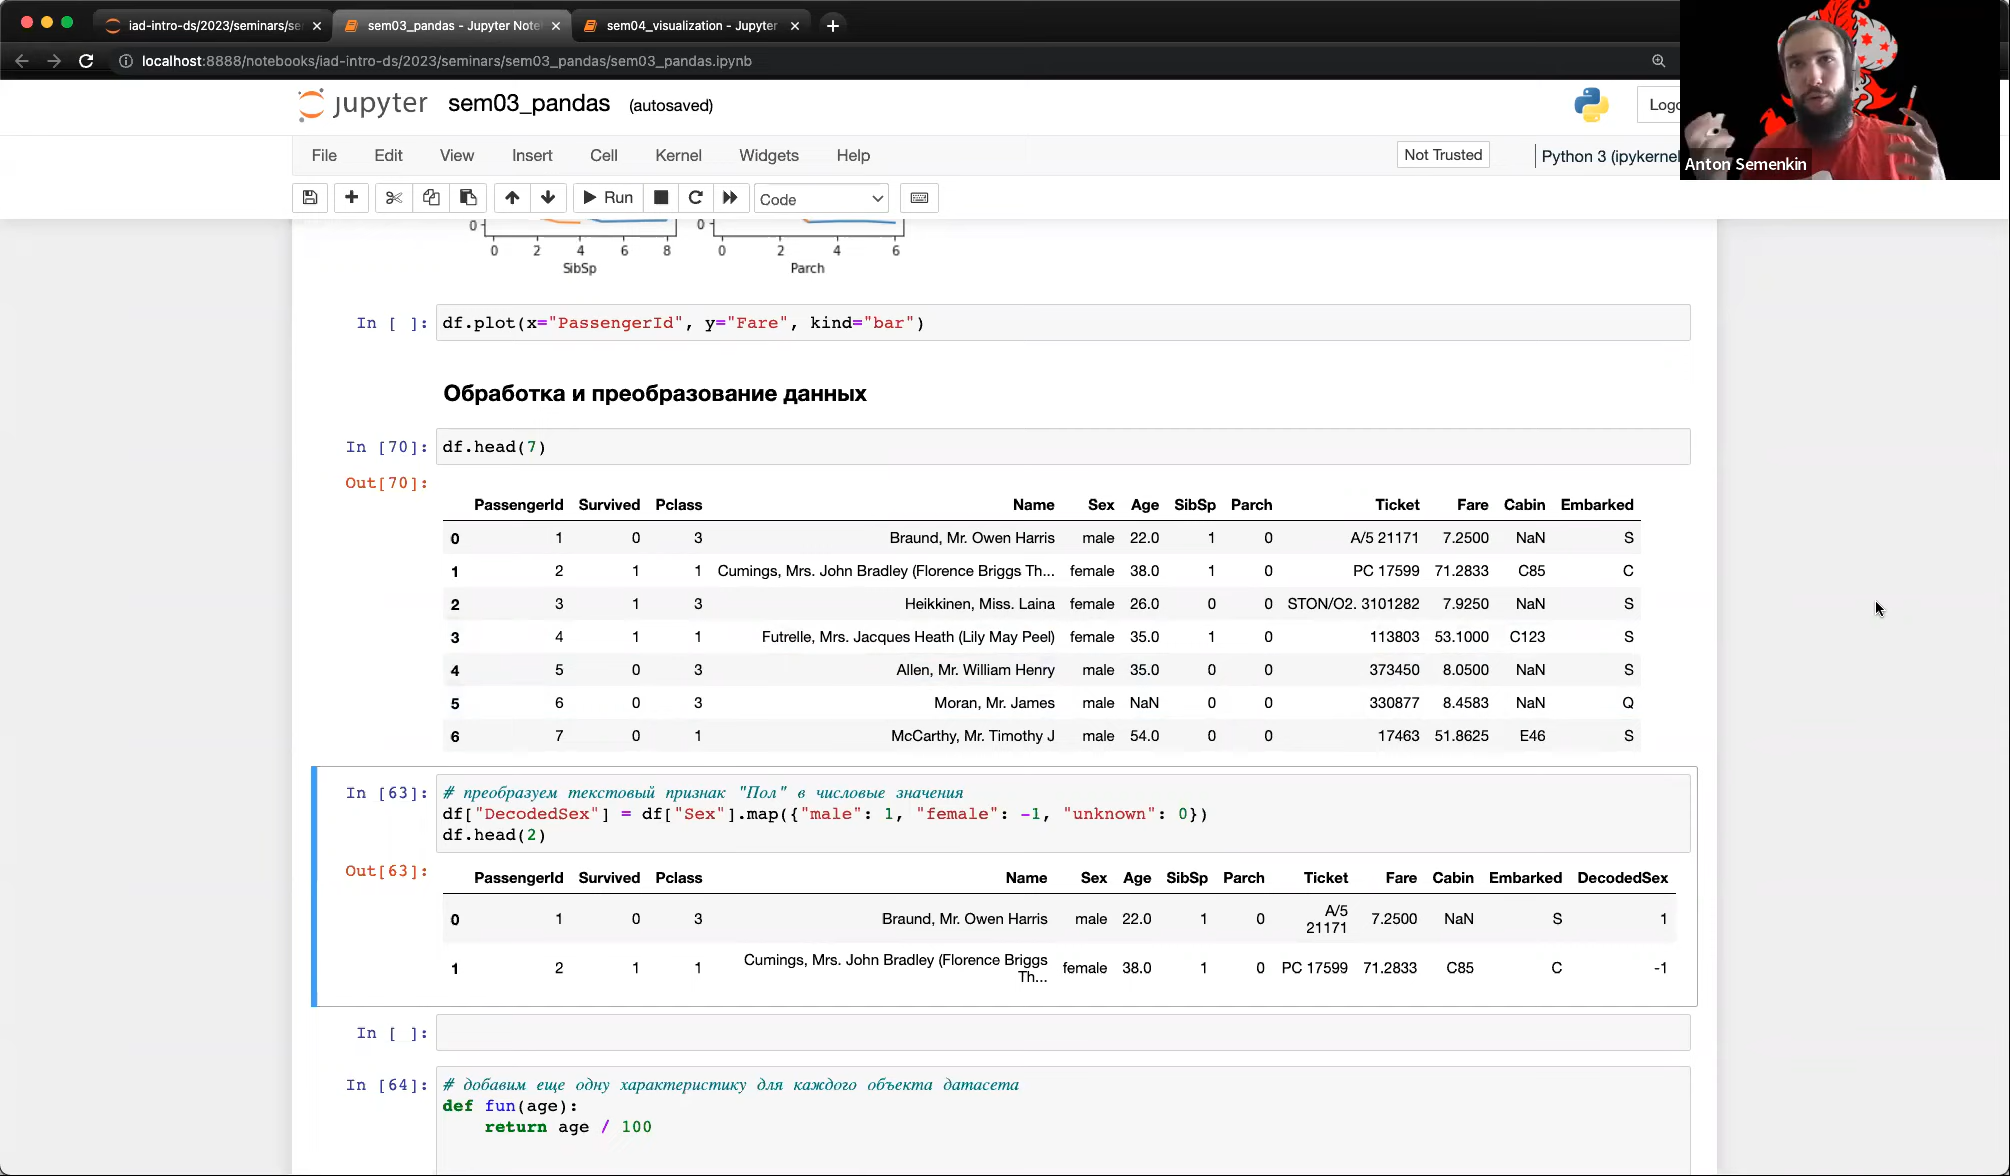 iad-intro-ds/2023/seminars/se
sem03_pandas - Jupyter Note
sem04_visualization - Jupyter
localhost:8888/notebooks/iad-intro-ds/2023/seminars/sem03_pandas/sem03_pandas.ipynb
jupyter sem03_pandas (autosaved)
Logo
Anton Semenkin
File Edit View Insert Cell Kernel Widgets Help
Not Trusted
Python 3 (ipykernel
Run
Code
0
0 2 4 6 8
SibSp
0
0 2 4 6
Parch
In [ ]: df.plot(x="PassengerId", y="Fare", kind="bar")
Обработка и преобразование данных
In [70]: df.head(7)
Out[70]:
PassengerId Survived Pclass Name Sex Age SibSp Parch Ticket Fare Cabin Embarked
0 1 0 3 Braund, Mr. Owen Harris male 22.0 1 0 A/5 21171 7.2500 NaN S
1 2 1 1 Cumings, Mrs. John Bradley (Florence Briggs Th... female 38.0 1 0 PC 17599 71.2833 C85 C
2 3 1 3 Heikkinen, Miss. Laina female 26.0 0 0 STON/O2. 3101282 7.9250 NaN S
3 4 1 1 Futrelle, Mrs. Jacques Heath (Lily May Peel) female 35.0 1 0 113803 53.1000 C123 S
4 5 0 3 Allen, Mr. William Henry male 35.0 0 0 373450 8.0500 NaN S
5 6 0 3 Moran, Mr. James male NaN 0 0 330877 8.4583 NaN Q
6 7 0 1 McCarthy, Mr. Timothy J male 54.0 0 0 17463 51.8625 E46 S
In [63]: # преобразуем текстовый признак "Пол" в числовые значения
df["DecodedSex"] = df["Sex"].map({"male": 1, "female": -1, "unknown": 0})
df.head(2)
Out[63]:
PassengerId Survived Pclass Name Sex Age SibSp Parch Ticket Fare Cabin Embarked DecodedSex
0 1 0 3 Braund, Mr. Owen Harris male 22.0 1 0 A/5 21171 7.2500 NaN S 1
1 2 1 1 Cumings, Mrs. John Bradley (Florence Briggs Th... female 38.0 1 0 PC 17599 71.2833 C85 C -1
In [ ]:
In [64]: # добавим еще одну характеристику для каждого объекта датасета
def fun(age):
return age / 100